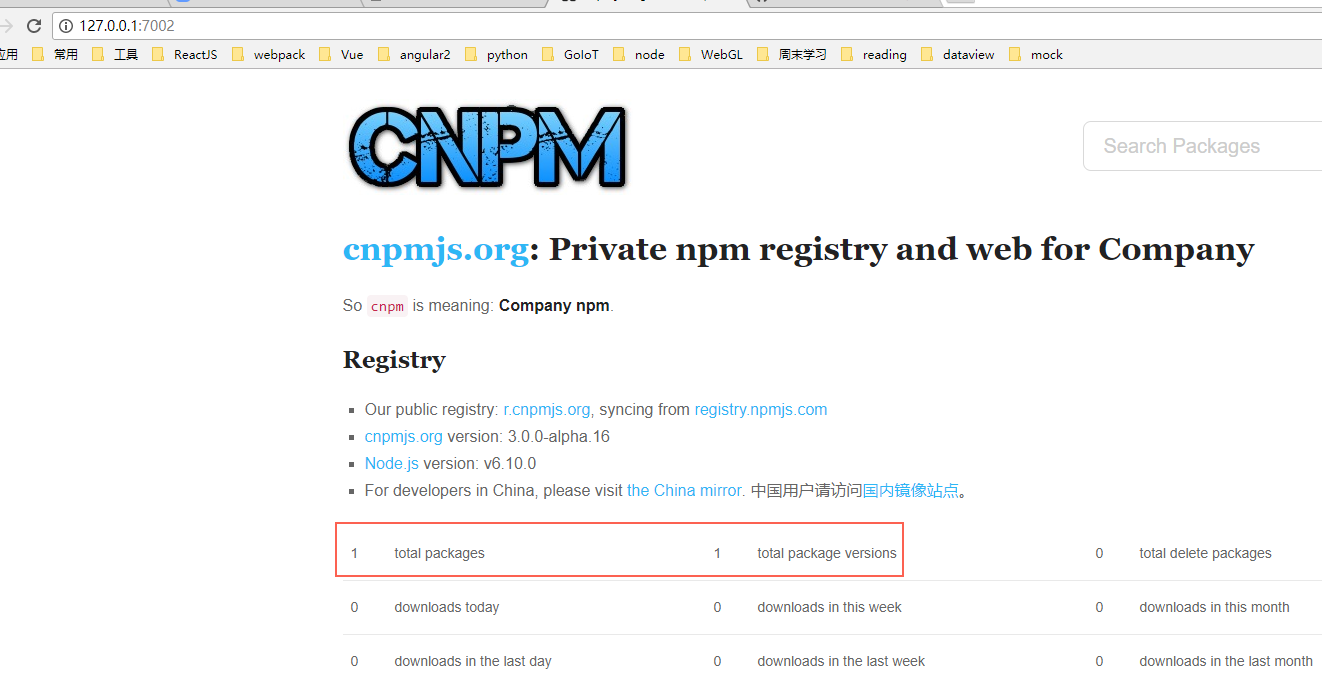 127.0.0.1:7002
应用 常用 工具 ReactJS webpack Vue angular2 python GoIoT node WebGL 周末学习 reading dataview mock
CNPM
Search Packages
cnpmjs.org: Private npm registry and web for Company
So cnpm is meaning: Company npm.
Registry
Our public registry: r.cnpmjs.org, syncing from registry.npmjs.com
cnpmjs.org version: 3.0.0-alpha.16
Node.js version: v6.10.0
For developers in China, please visit the China mirror. 中国用户请访问国内镜像站点。
1 total packages 1 total package versions 0 total delete packages
0 downloads today 0 downloads in this week 0 downloads in this month
0 downloads in the last day 0 downloads in the last week 0 downloads in the last month